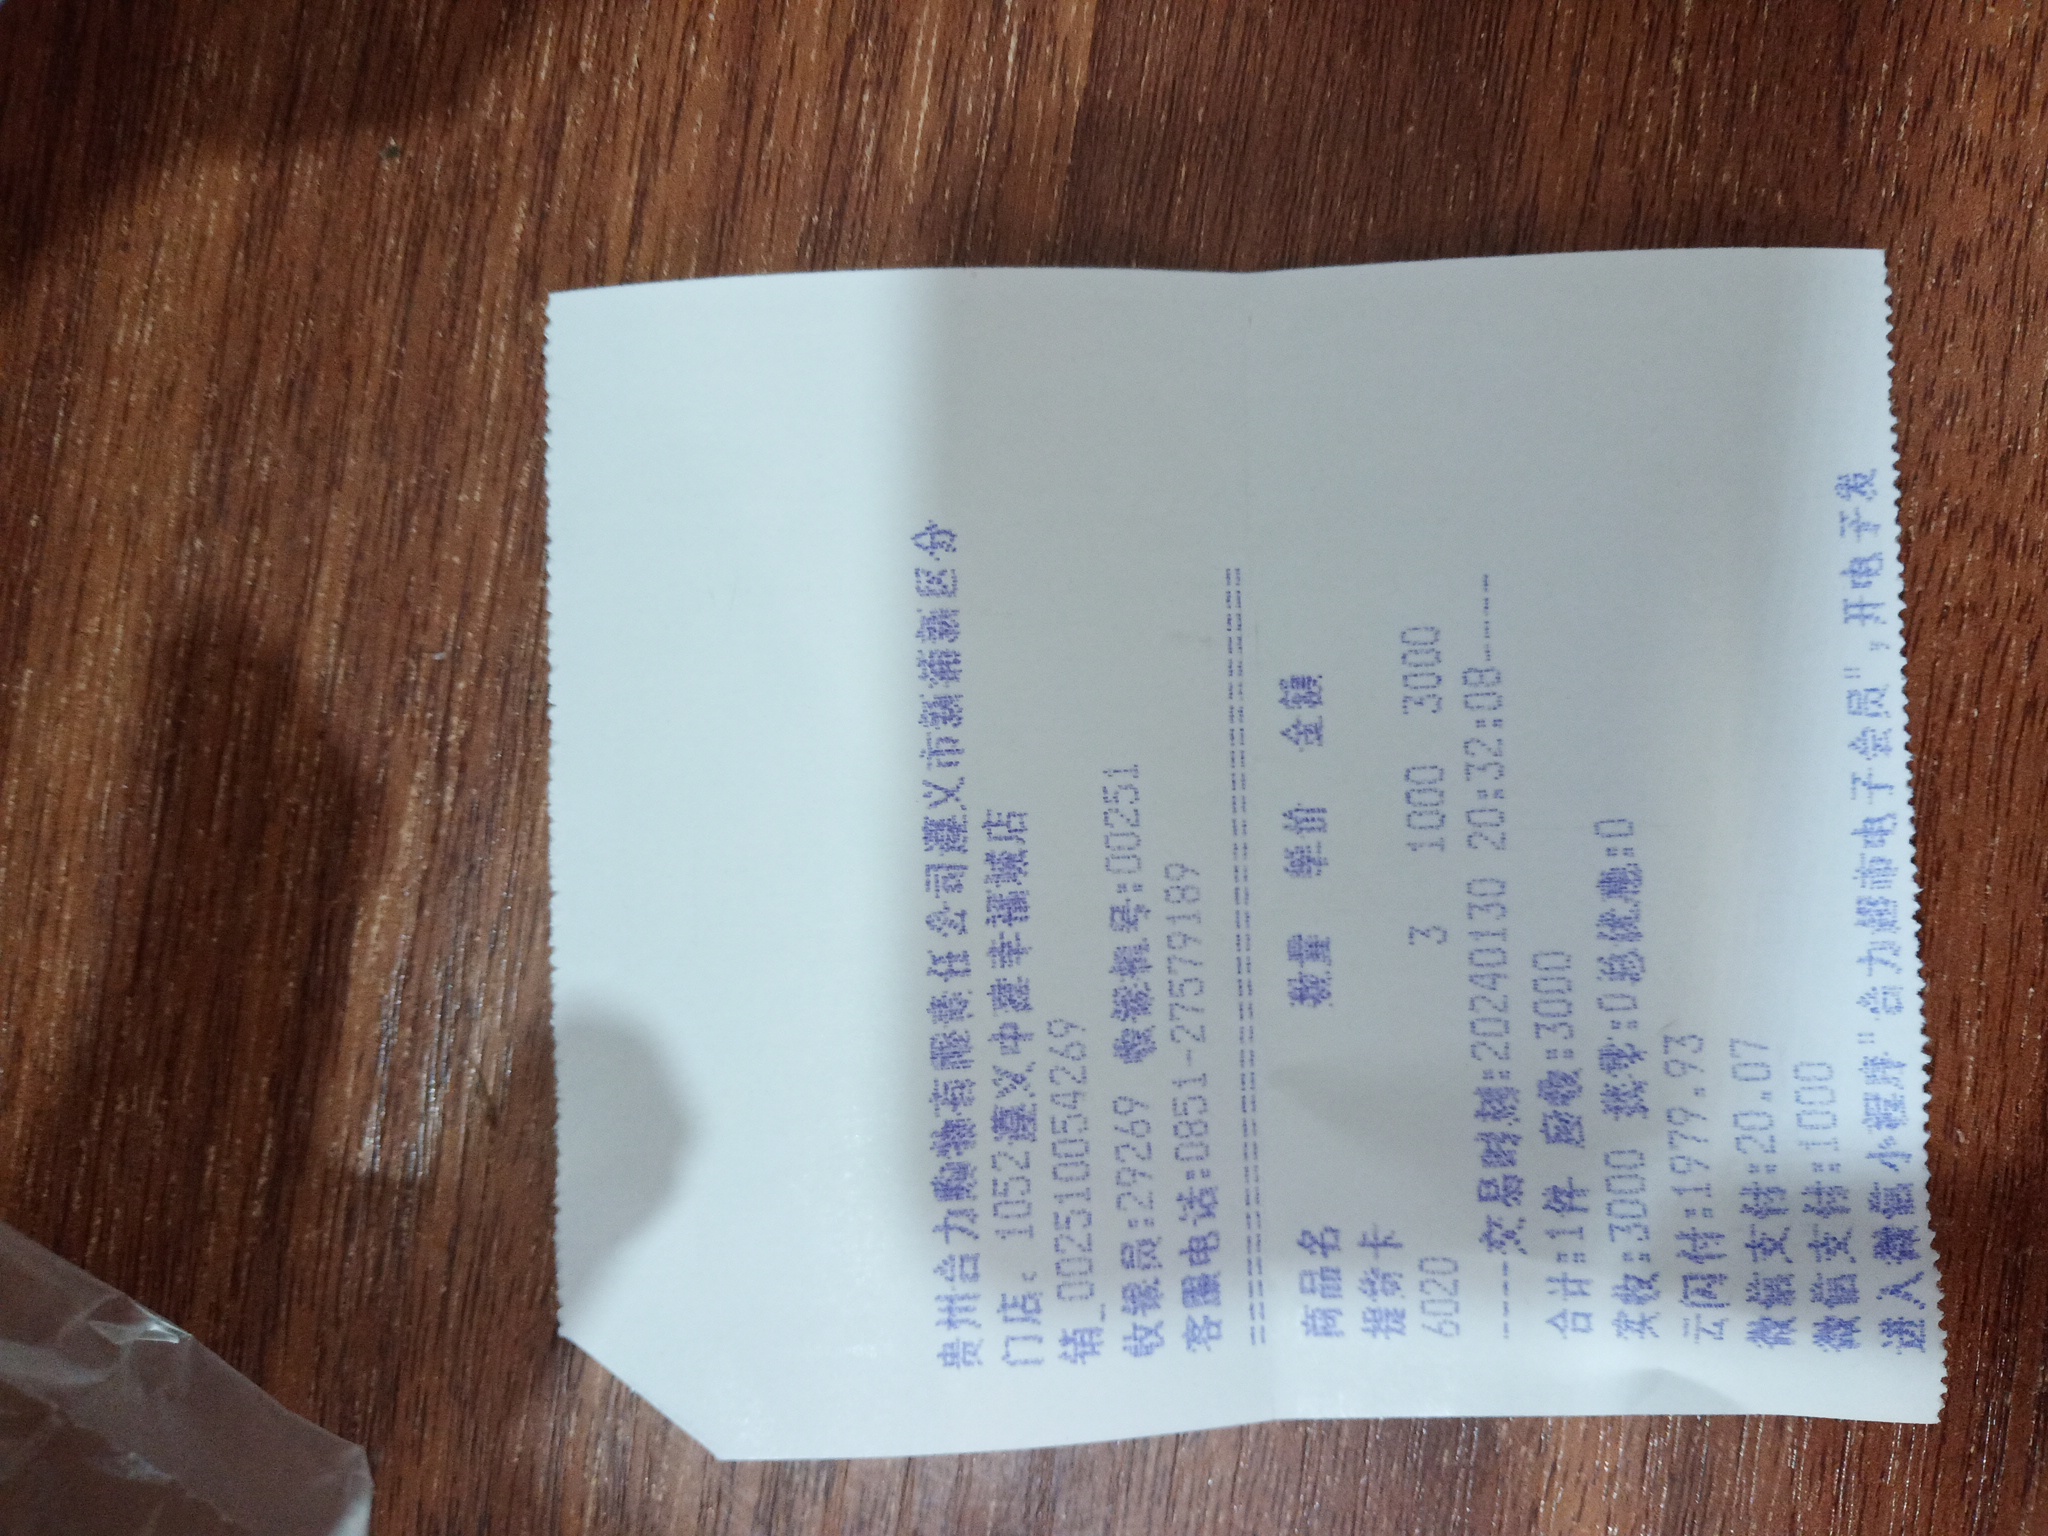 贵州合力购物有限责任公司遵义市新蒲新区分
门店: 1052遵义中建幸福城店
销_002510054269
收银员:29269 收款机号:00251
客服电话:0851-27579189
======================================
商品名 数量 单价 金额
提货卡
6020 3 1000 3000
----交易时刻:20240130 20:32:08------
合计:1件 应收:3000
实收:3000 找零:0总优惠:0
云闪付:1979.93
微信支付:20.07
微信支付:1000
进入微信小程序"合力超市电子会员",开电子发